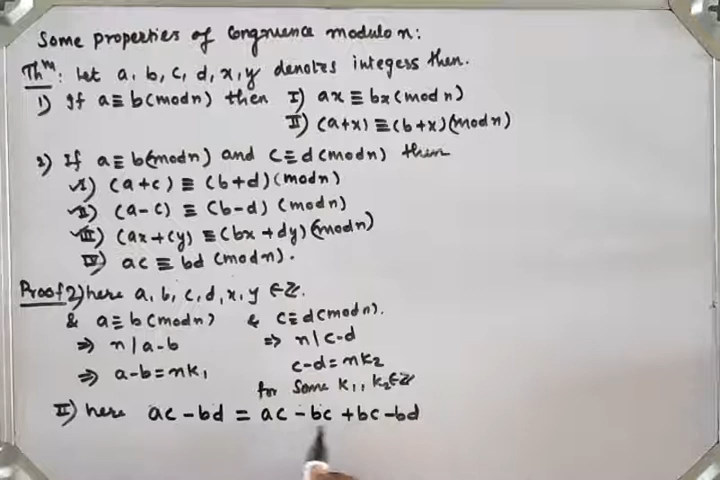 Some properties of Congruence modulo n:
Thm: Let a, b, c, d, x, y denotes integers then.
1) If a ≡ b (mod n) then I) ax ≡ bx (mod n)
II) (a+x) ≡ (b+x) (mod n)
2) If a ≡ b (mod n) and c ≡ d (mod n) then
I) (a+c) ≡ (b+d) (mod n)
II) (a-c) ≡ (b-d) (mod n)
III) (ax+cy) ≡ (bx+dy) (mod n)
IV) ac ≡ bd (mod n).
Proof 2) here a, b, c, d, x, y ∈ Z.
& a ≡ b (mod n) & c ≡ d (mod n).
⇒ n / a-b ⇒ n / c-d
⇒ a-b = nk₁ c-d = nk₂
for some k₁, k₂ ∈ Z
II) here ac - bd = ac - bc + bc - bd